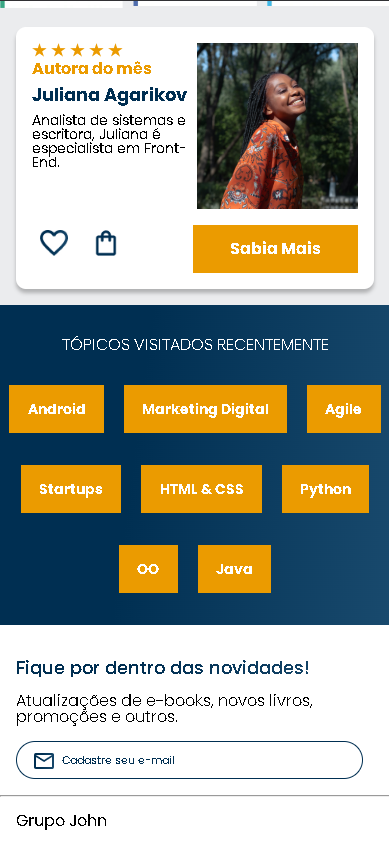 Autora do mês
Juliana Agarikov
Analista de sistemas e
escritora, Juliana é
especialista em Front-
End.
Sabia Mais
TÓPICOS VISITADOS RECENTEMENTE
Android
Marketing Digital
Agile
Startups
HTML & CSS
Python
OO
Java
Fique por dentro das novidades!
Atualizações de e-books, novos livros,
promoções e outros.
Cadastre seu e-mail
Grupo John